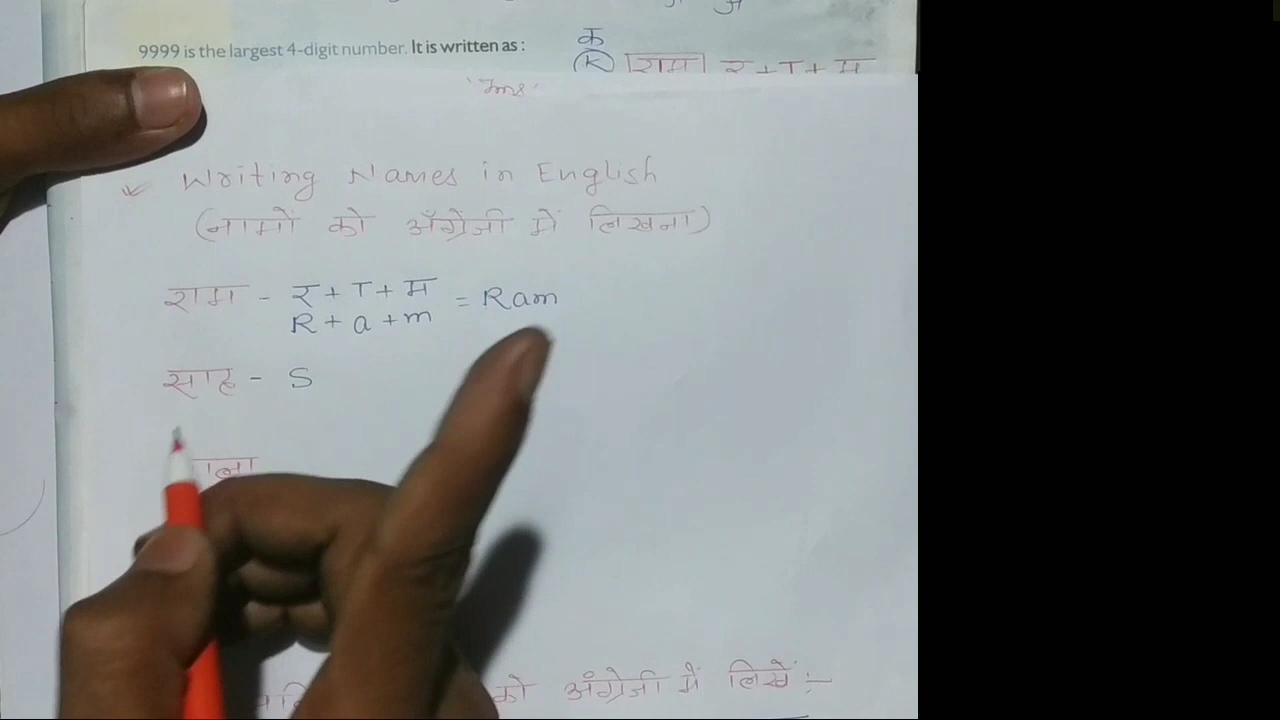 9999 is the largest 4-digit number. It is written as :
क
K राम र + ा + म
* Writing Names in English
(नामों को अँग्रेजी में लिखना)
राम - र + ा + म = Ram
R + a + m
साह - S
को अंग्रेजी में लिखें :-